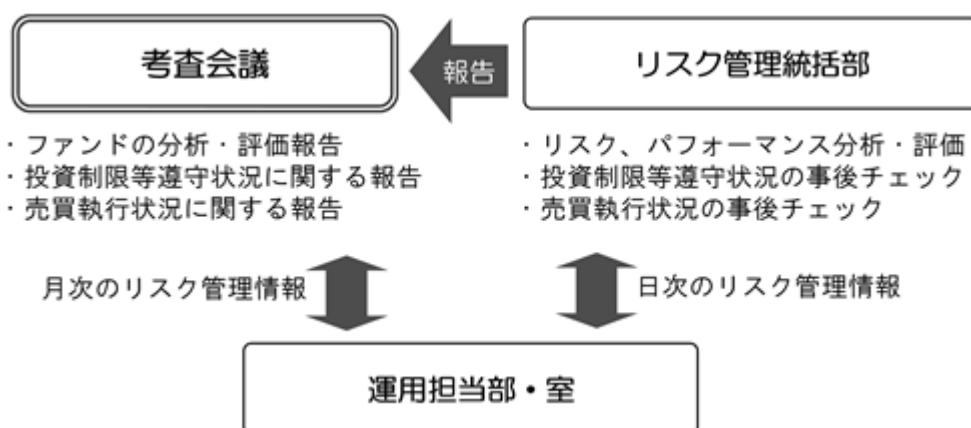 考査会議
報告
リスク管理統括部
・ファンドの分析・評価報告
・投資制限等遵守状況に関する報告
・売買執行状況に関する報告
・リスク、パフォーマンス分析・評価
・投資制限等遵守状況の事後チェック
・売買執行状況の事後チェック
月次のリスク管理情報
日次のリスク管理情報
運用担当部・室